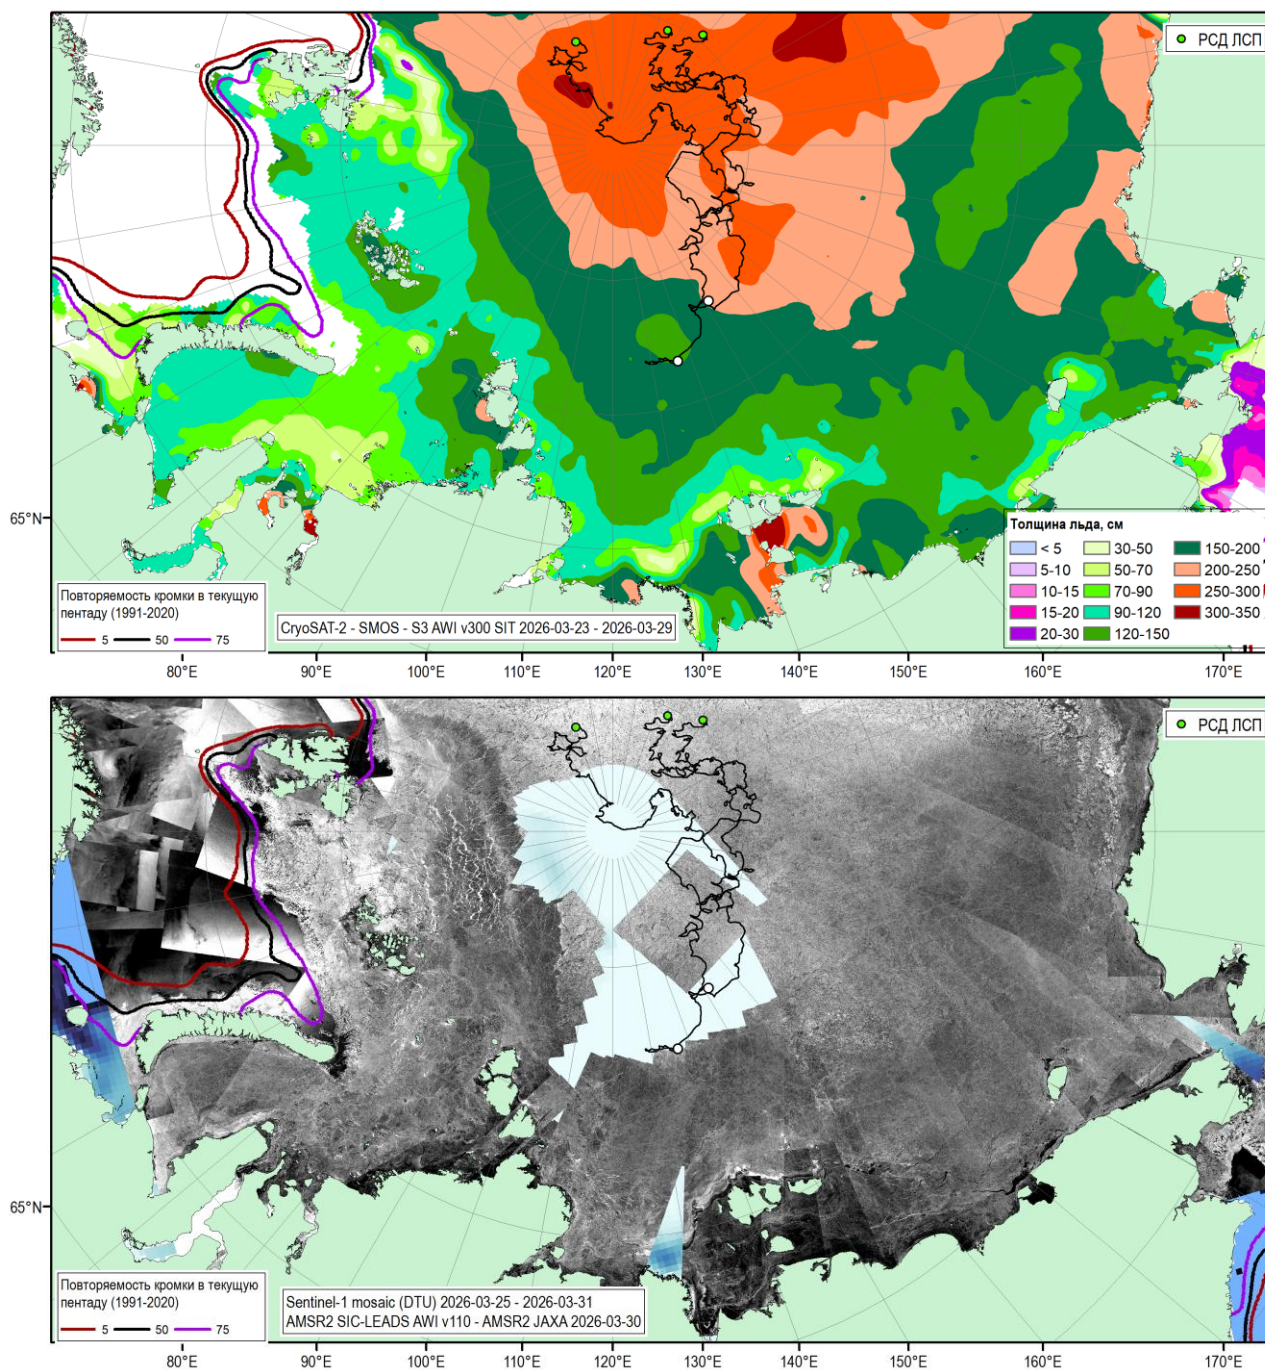 РСД ЛСП
65°N
Толщина льда, см
< 5
30-50
150-200
5-10
50-70
200-250
10-15
70-90
250-300
15-20
90-120
300-350
20-30
120-150
Повторяемость кромки в текущую
пентаду (1991-2020)
5 50 75
CryoSAT-2 - SMOS - S3 AWI v300 SIT 2026-03-23 - 2026-03-29
80°E 90°E 100°E 110°E 120°E 130°E 140°E 150°E 160°E 170°E
РСД ЛСП
65°N
Повторяемость кромки в текущую
пентаду (1991-2020)
5 50 75
Sentinel-1 mosaic (DTU) 2026-03-25 - 2026-03-31
AMSR2 SIC-LEADS AWI v110 - AMSR2 JAXA 2026-03-30
80°E 90°E 100°E 110°E 120°E 130°E 140°E 150°E 160°E 170°E